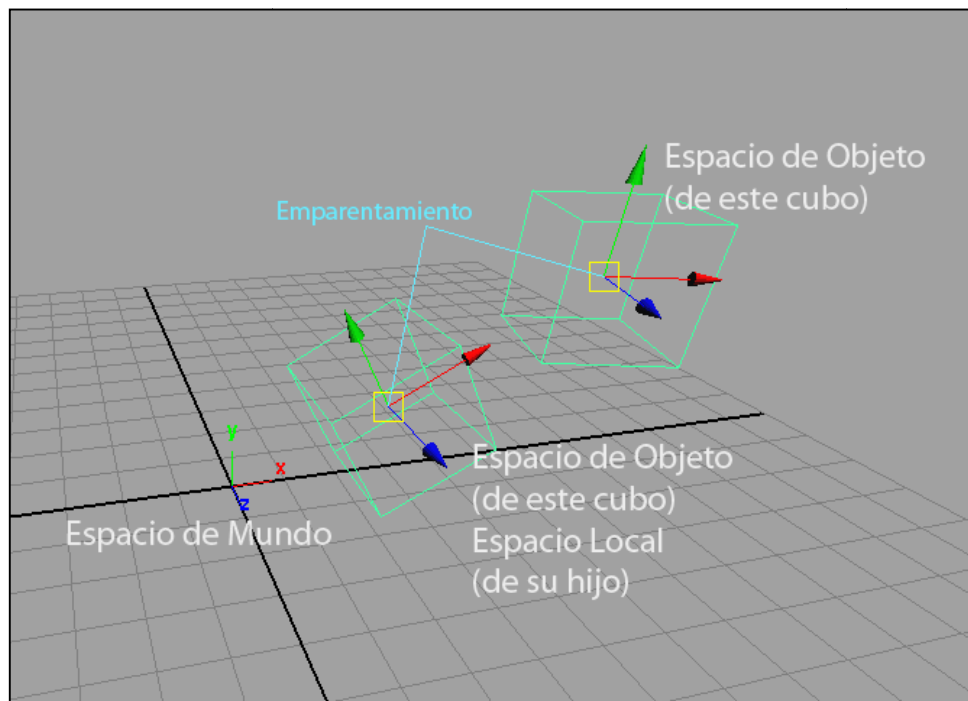 Espacio de Objeto
(de este cubo)
Emparentamiento
y
x
z
Espacio de Mundo
Espacio de Objeto
(de este cubo)
Espacio Local
(de su hijo)